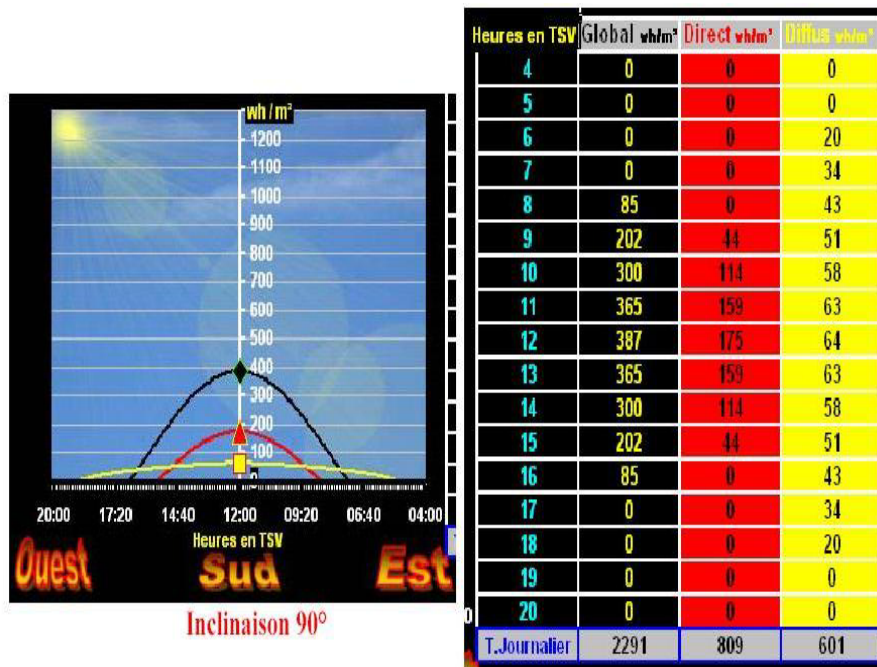 wh / m²
1200
1100
1000
900
800
700
600
500
400
300
200
100
0
20:00 17:20 14:40 12:00 09:20 06:40 04:00
Heures en TSV
Ouest Sud Est
Inclinaison 90°
Heures en TSV Global wh/m² Direct wh/m² Diffus wh/m²
4 0 0 0
5 0 0 0
6 0 0 20
7 0 0 34
8 85 0 43
9 202 44 51
10 300 114 58
11 365 159 63
12 387 175 64
13 365 159 63
14 300 114 58
15 202 44 51
16 85 0 43
17 0 0 34
18 0 0 20
19 0 0 0
20 0 0 0
T.Journalier 2291 809 601